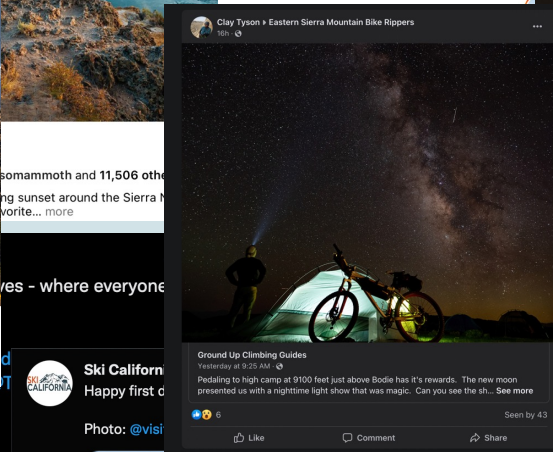 somammoth and 11,506 othe
ng sunset around the Sierra N
vorite... more
ves - where everyone
SKI
CALIFORNIA
Ski Californi
Happy first d
Photo: @visi
Clay Tyson ▸ Eastern Sierra Mountain Bike Rippers
16h ·
Ground Up Climbing Guides
Yesterday at 9:25 AM ·
Pedaling to high camp at 9100 feet just above Bodie has it's rewards. The new moon
presented us with a nighttime light show that was magic. Can you see the sh... See more
6
Seen by 43
Like
Comment
Share